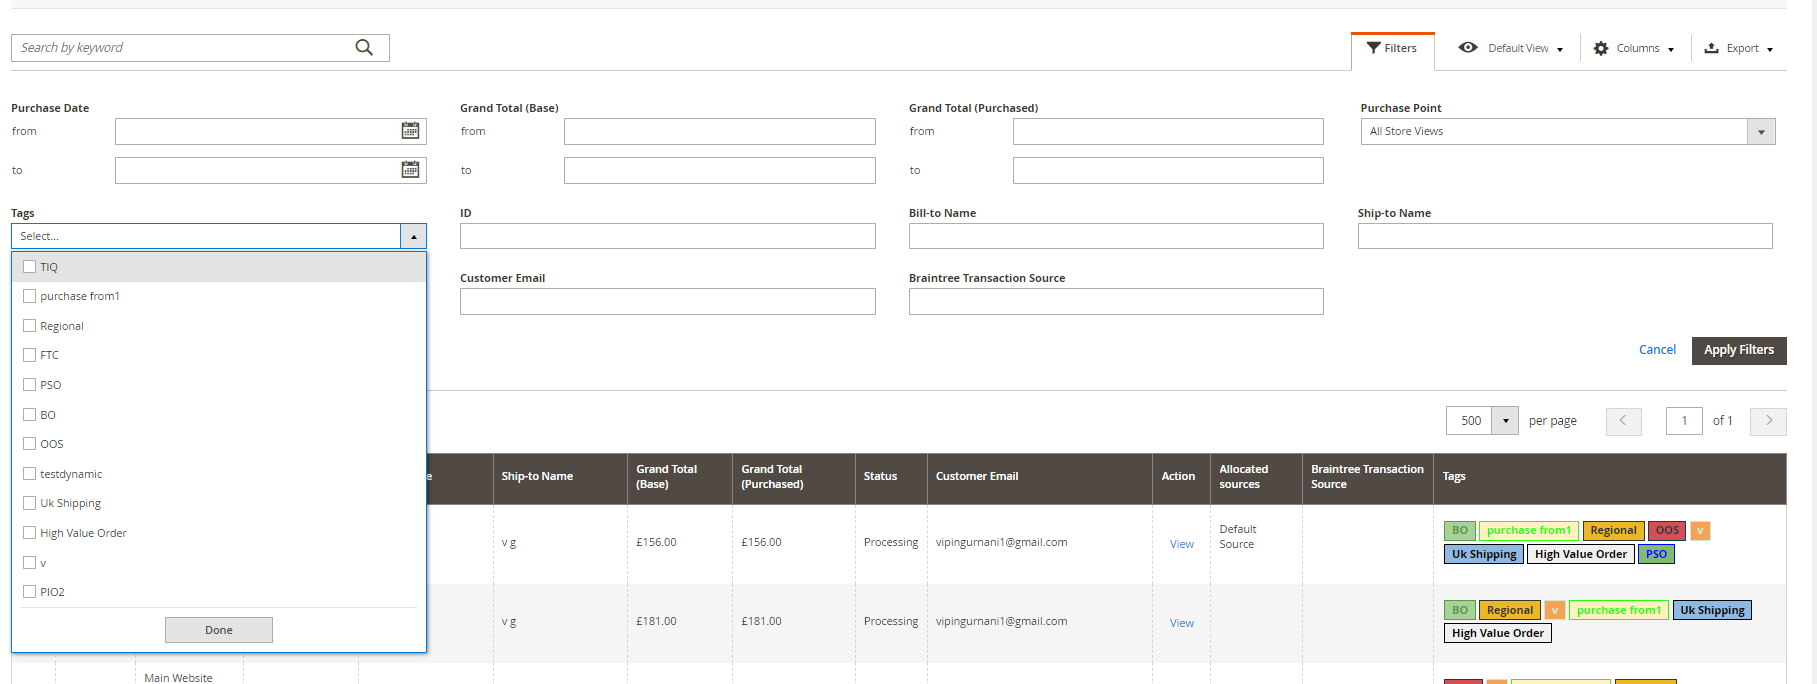 Search by keyword
Filters
Default View
Columns
Export
Purchase Date
from
to
Grand Total (Base)
from
to
Grand Total (Purchased)
from
to
Purchase Point
All Store Views
Tags
Select...
ID
Bill-to Name
Ship-to Name
TIQ
purchase from1
Regional
FTC
PSO
BO
OOS
testdynamic
Uk Shipping
High Value Order
v
PIO2
Done
Customer Email
Braintree Transaction Source
Cancel
Apply Filters
500
per page
1
of 1
e
Ship-to Name
Grand Total
(Base)
Grand Total
(Purchased)
Status
Customer Email
Action
Allocated
sources
Braintree Transaction
Source
Tags
v g
£156.00
£156.00
Processing
vipingurnani1@gmail.com
View
Default
Source
BO purchase from1 Regional OOS v
Uk Shipping High Value Order PSO
v g
£181.00
£181.00
Processing
vipingurnani1@gmail.com
View
BO Regional v purchase from1 Uk Shipping
High Value Order
Main Website